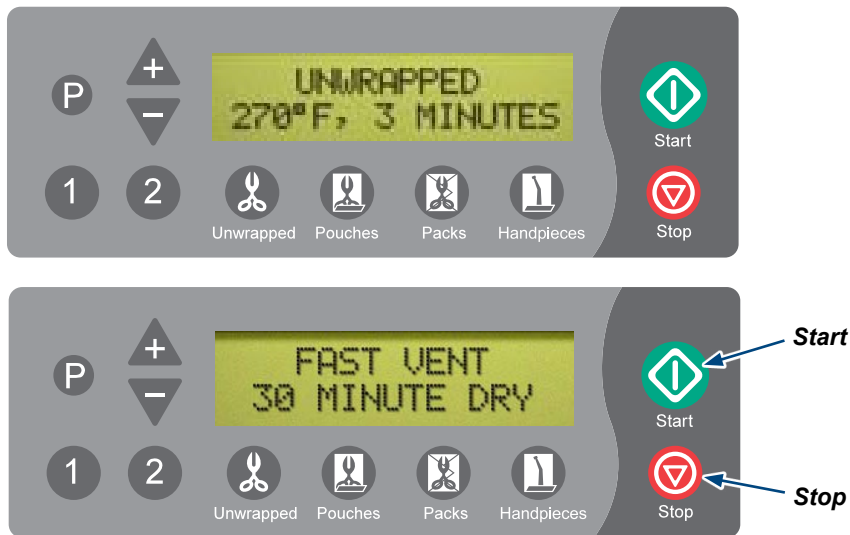 UNWRAPPED
270°F, 3 MINUTES
P
+
−
1
2
Unwrapped
Pouches
Packs
Handpieces
Start
Stop
FAST VENT
30 MINUTE DRY
P
+
−
1
2
Unwrapped
Pouches
Packs
Handpieces
Start
Stop
Start
Stop